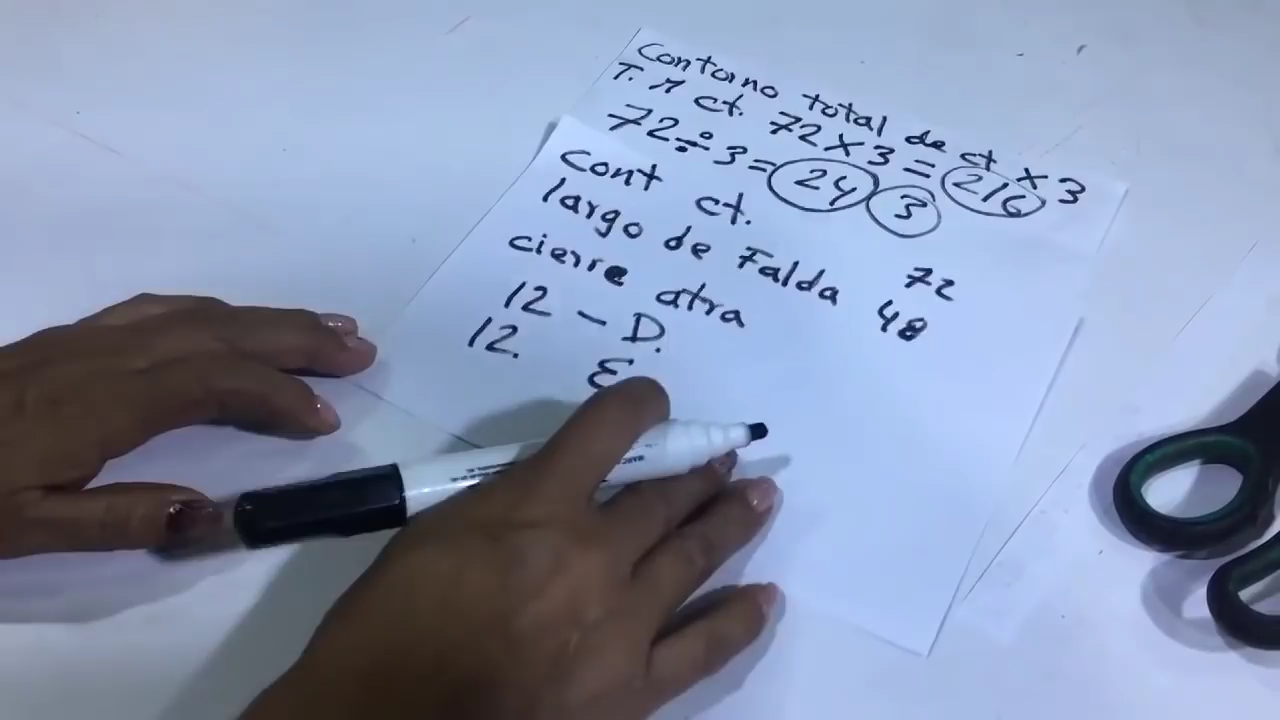 Contorno total de ct x 3
T. M ct. 72 x 3 = 216
72 ÷ 3 = 24 3
Cont ct. 72
largo de Falda 48
cierre atra
12 - D.
12. E